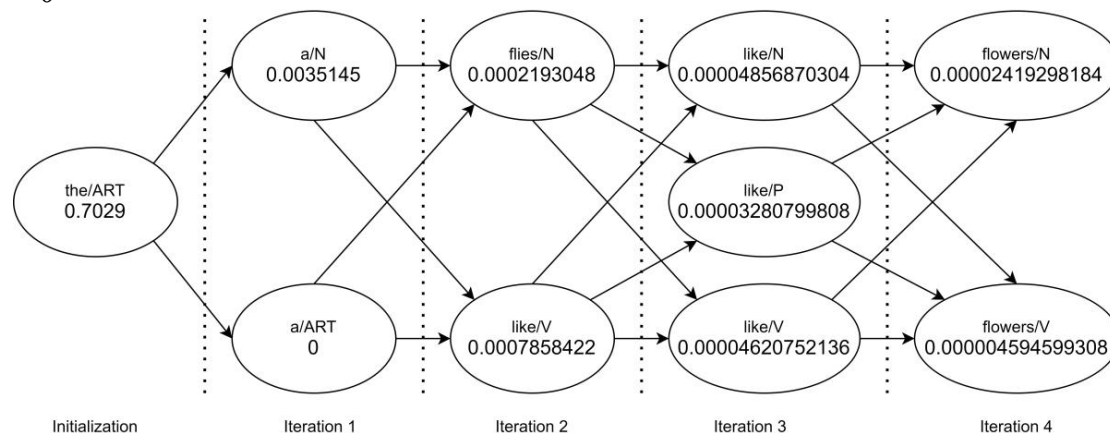 a/N
0.0035145
flies/N
0.0002193048
like/N
0.00004856870304
flowers/N
0.00002419298184
the/ART
0.7029
like/P
0.00003280799808
a/ART
0
like/V
0.0007858422
like/V
0.00004620752136
flowers/V
0.000004594599308
Initialization
Iteration 1
Iteration 2
Iteration 3
Iteration 4